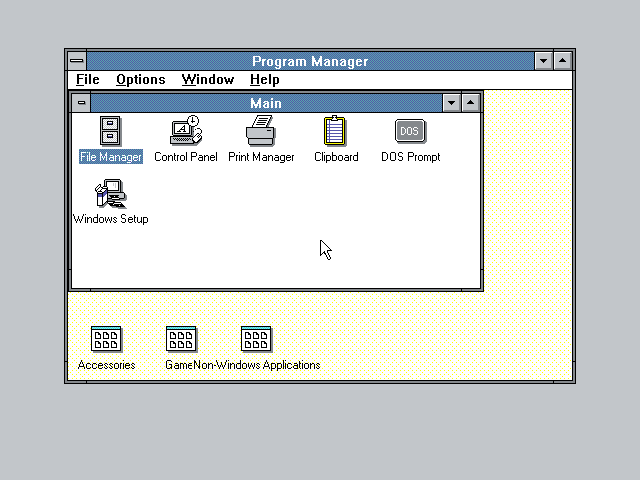 Program Manager
File Options Window Help
Main
A
DOS
File Manager Control Panel Print Manager Clipboard DOS Prompt
Windows Setup
Accessories GameNon-Windows Applications